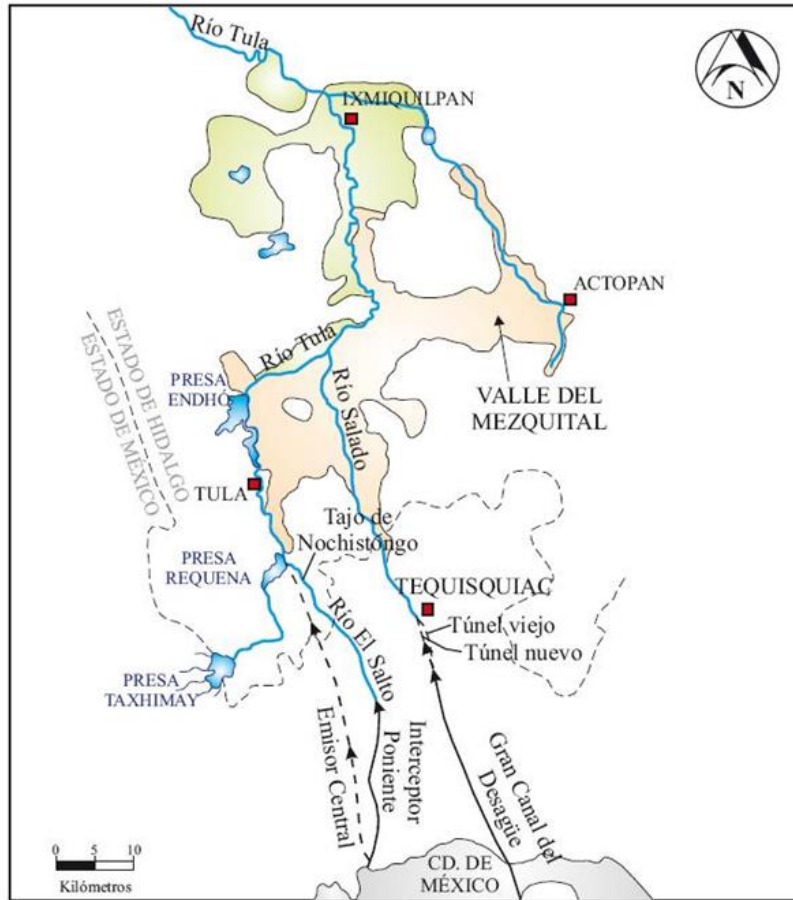 Río Tula
N
IXMIQUILPAN
ACTOPAN
ESTADO DE HIDALGO
ESTADO DE MÉXICO
Río Tula
PRESA
ENDHÓ
Río Salado
VALLE DEL
MEZQUITAL
TULA
Tajo de
Nochistongo
PRESA
REQUENA
TEQUISQUIAC
Túnel viejo
Túnel nuevo
Río El Salto
PRESA
TAXHIMAY
Emisor Central
Interceptor
Poniente
Gran Canal del
Desagüe
CD. DE
MÉXICO
0 5 10
Kilómetros